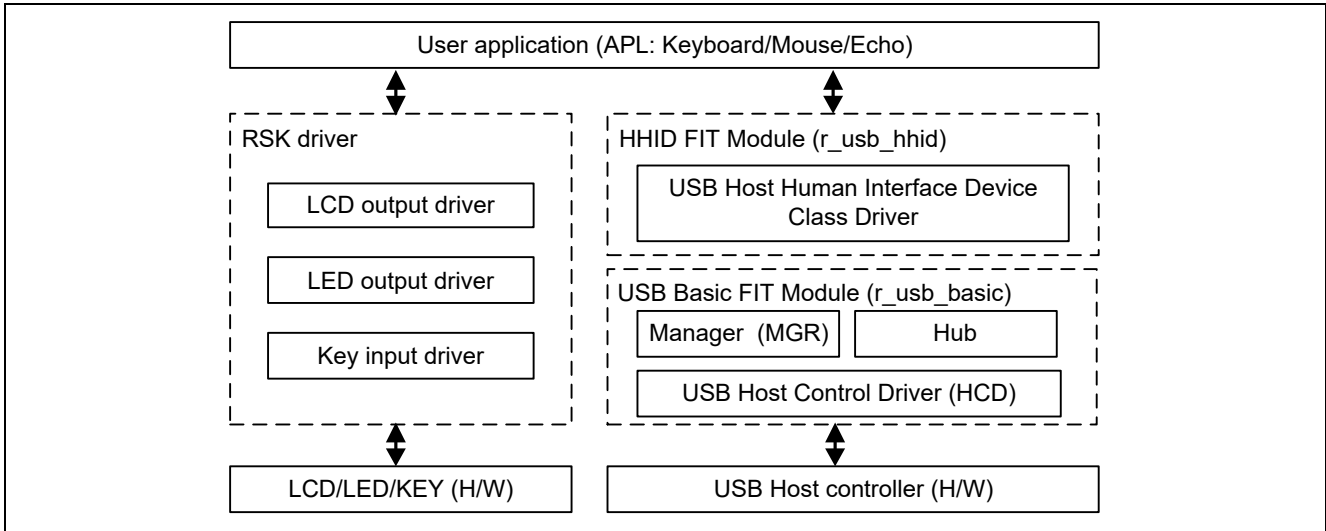 User application (APL: Keyboard/Mouse/Echo)
RSK driver
LCD output driver
LED output driver
Key input driver
HHID FIT Module (r_usb_hhid)
USB Host Human Interface Device
Class Driver
USB Basic FIT Module (r_usb_basic)
Manager (MGR)
Hub
USB Host Control Driver (HCD)
LCD/LED/KEY (H/W)
USB Host controller (H/W)